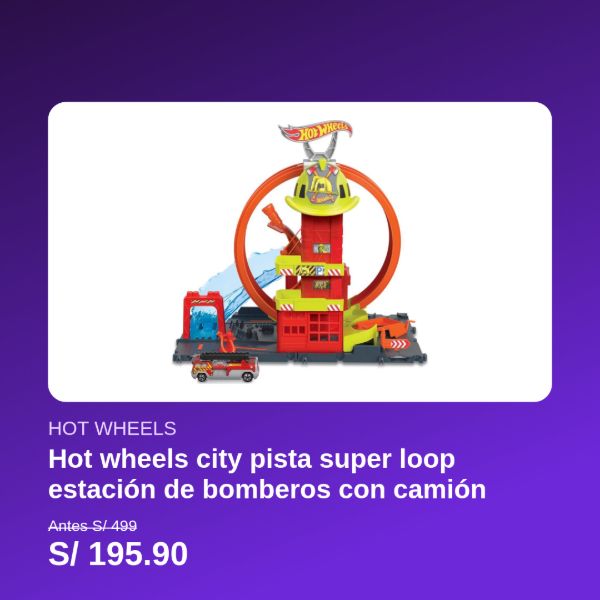 Hot Wheels
HOT WHEELS
Hot wheels city pista super loop
estación de bomberos con camión
Antes S/ 499
S/ 195.90